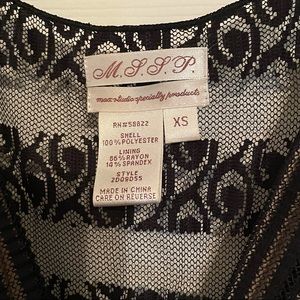 M.S.S.P.
max studio specialty products
XS
RN#58822
SHELL
100%POLYESTER
LINING
86%RAYON
14%SPANDEX
STYLE
2D09D55
MADE IN CHINA
CARE ON REVERSE